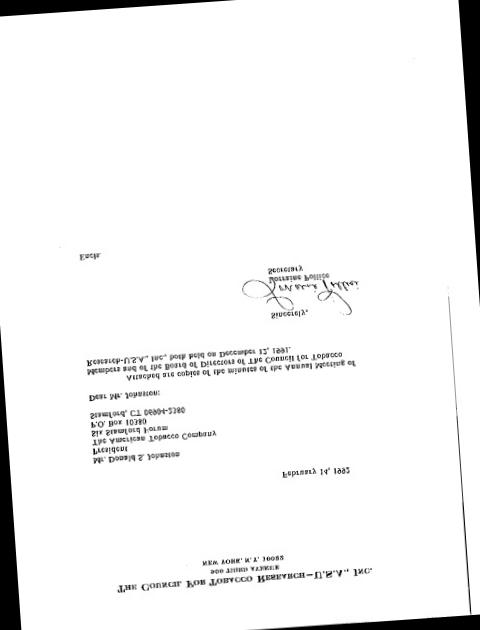 THE COUNCIL FOR TOBACCO RESEARCH—U.S.A., INC.
900 THIRD AVENUE
NEW YORK, N.Y. 10022
February 14, 1992
Mr. Donald S. Johnston
President
The American Tobacco Company
Six Stamford Forum
P.O. Box 10380
Stamford, CT 06904-2380
Dear Mr. Johnston:
Attached are copies of the minutes of the Annual Meeting of
Members and of the Board of Directors of The Council for Tobacco
Research-U.S.A., Inc., both held on December 12, 1991.
Sincerely,
Lorraine Pollice
Lorraine Pollice
Secretary
Encls.